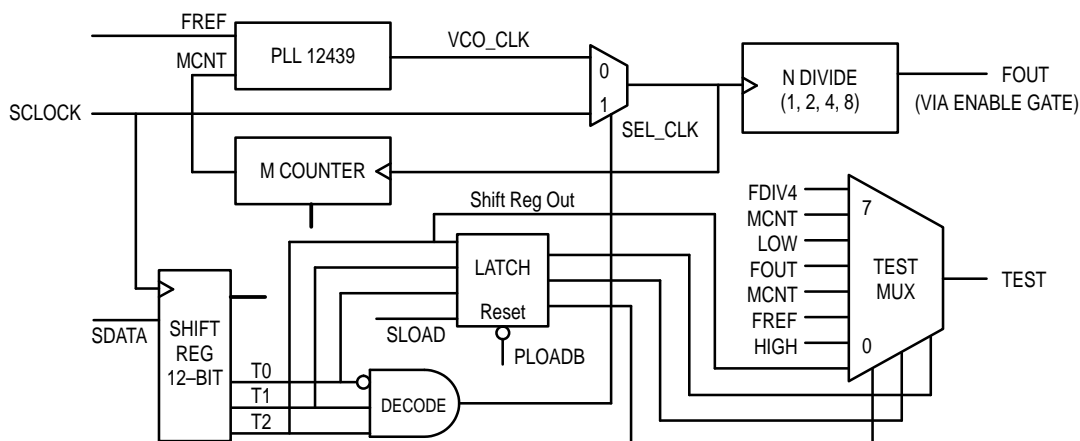 FREF
MCNT
PLL 12439
VCO_CLK
0
1
SCLOCK
SEL_CLK
N DIVIDE
(1, 2, 4, 8)
FOUT
(VIA ENABLE GATE)
M COUNTER
Shift Reg Out
LATCH
Reset
SLOAD
PLOADB
SDATA
SHIFT
REG
12–BIT
T0
T1
T2
DECODE
FDIV4
MCNT
LOW
FOUT
MCNT
FREF
HIGH
7
TEST
MUX
0
TEST